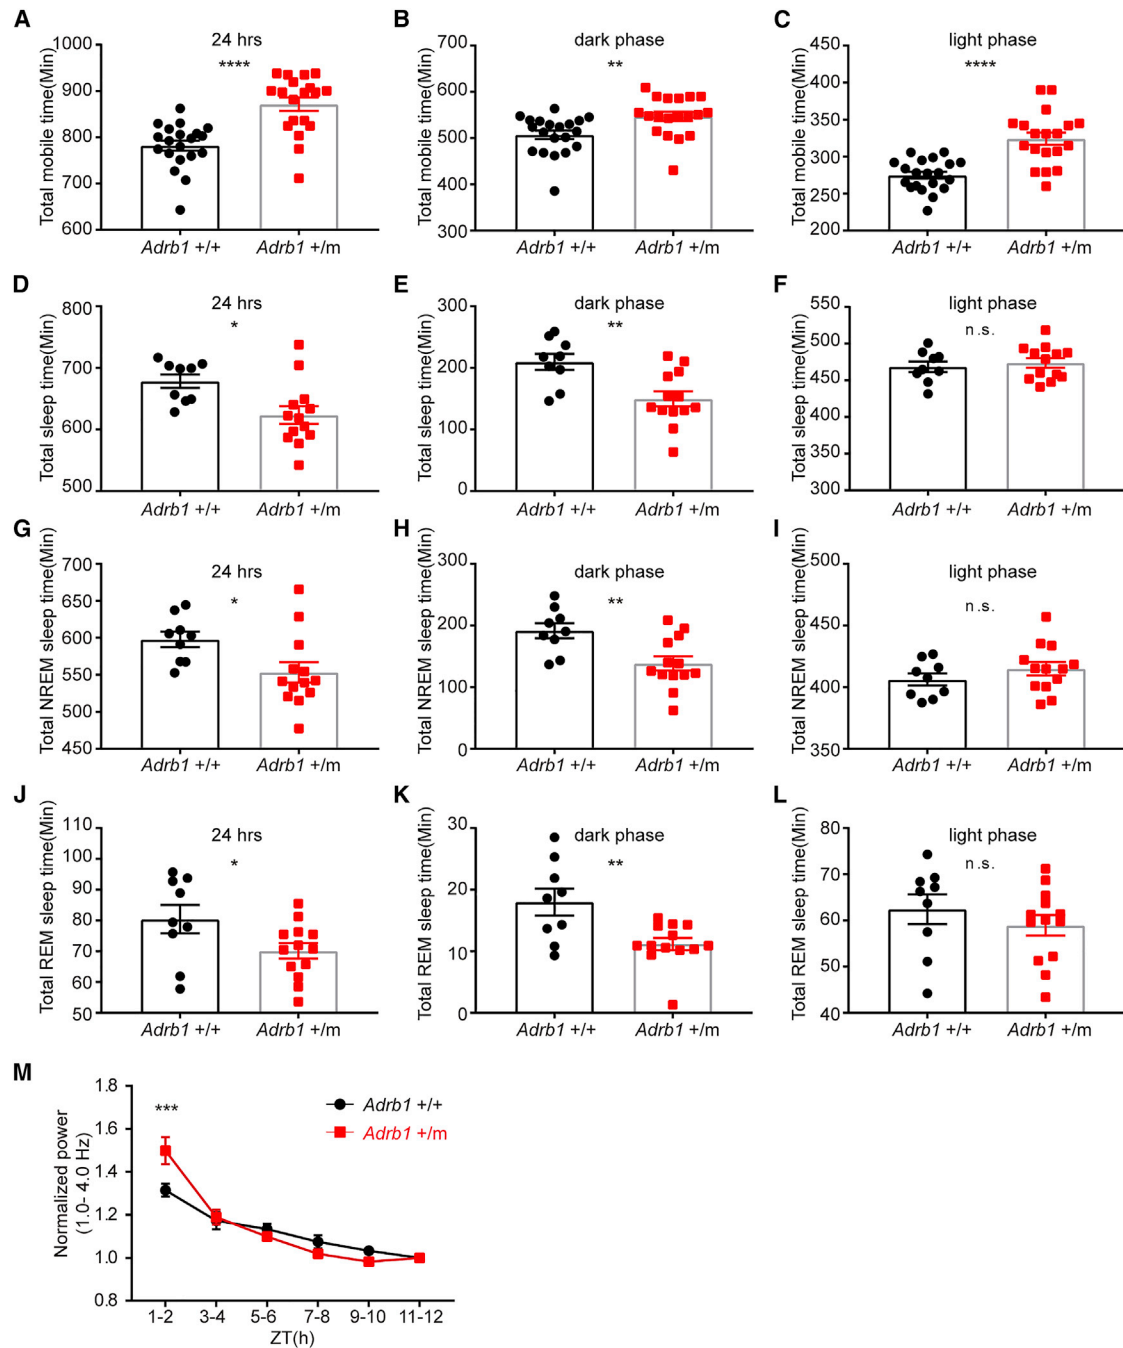 A
24 hrs
****
Total mobile time(Min)
1000
900
800
700
600
Adrb1 +/+
Adrb1 +/m
B
dark phase
**
Total mobile time(Min)
700
600
500
400
300
Adrb1 +/+
Adrb1 +/m
C
light phase
****
Total mobile time(Min)
450
400
350
300
250
200
Adrb1 +/+
Adrb1 +/m
D
24 hrs
*
Total sleep time(Min)
800
700
600
500
Adrb1 +/+
Adrb1 +/m
E
dark phase
**
Total sleep time(Min)
300
200
100
0
Adrb1 +/+
Adrb1 +/m
F
light phase
n.s.
Total sleep time(Min)
550
500
450
400
350
300
Adrb1 +/+
Adrb1 +/m
G
24 hrs
*
Total NREM sleep time(Min)
700
650
600
550
500
450
Adrb1 +/+
Adrb1 +/m
H
dark phase
**
Total NREM sleep time(Min)
300
200
100
0
Adrb1 +/+
Adrb1 +/m
I
light phase
n.s.
Total NREM sleep time(Min)
500
450
400
350
Adrb1 +/+
Adrb1 +/m
J
24 hrs
*
Total REM sleep time(Min)
110
100
90
80
70
60
50
Adrb1 +/+
Adrb1 +/m
K
dark phase
**
Total REM sleep time(Min)
30
20
10
0
Adrb1 +/+
Adrb1 +/m
L
light phase
n.s.
Total REM sleep time(Min)
80
70
60
50
40
Adrb1 +/+
Adrb1 +/m
M
***
Adrb1 +/+
Adrb1 +/m
Normalized power
(1.0- 4.0 Hz)
1.8
1.6
1.4
1.2
1.0
0.8
1-2 3-4 5-6 7-8 9-10 11-12
ZT(h)